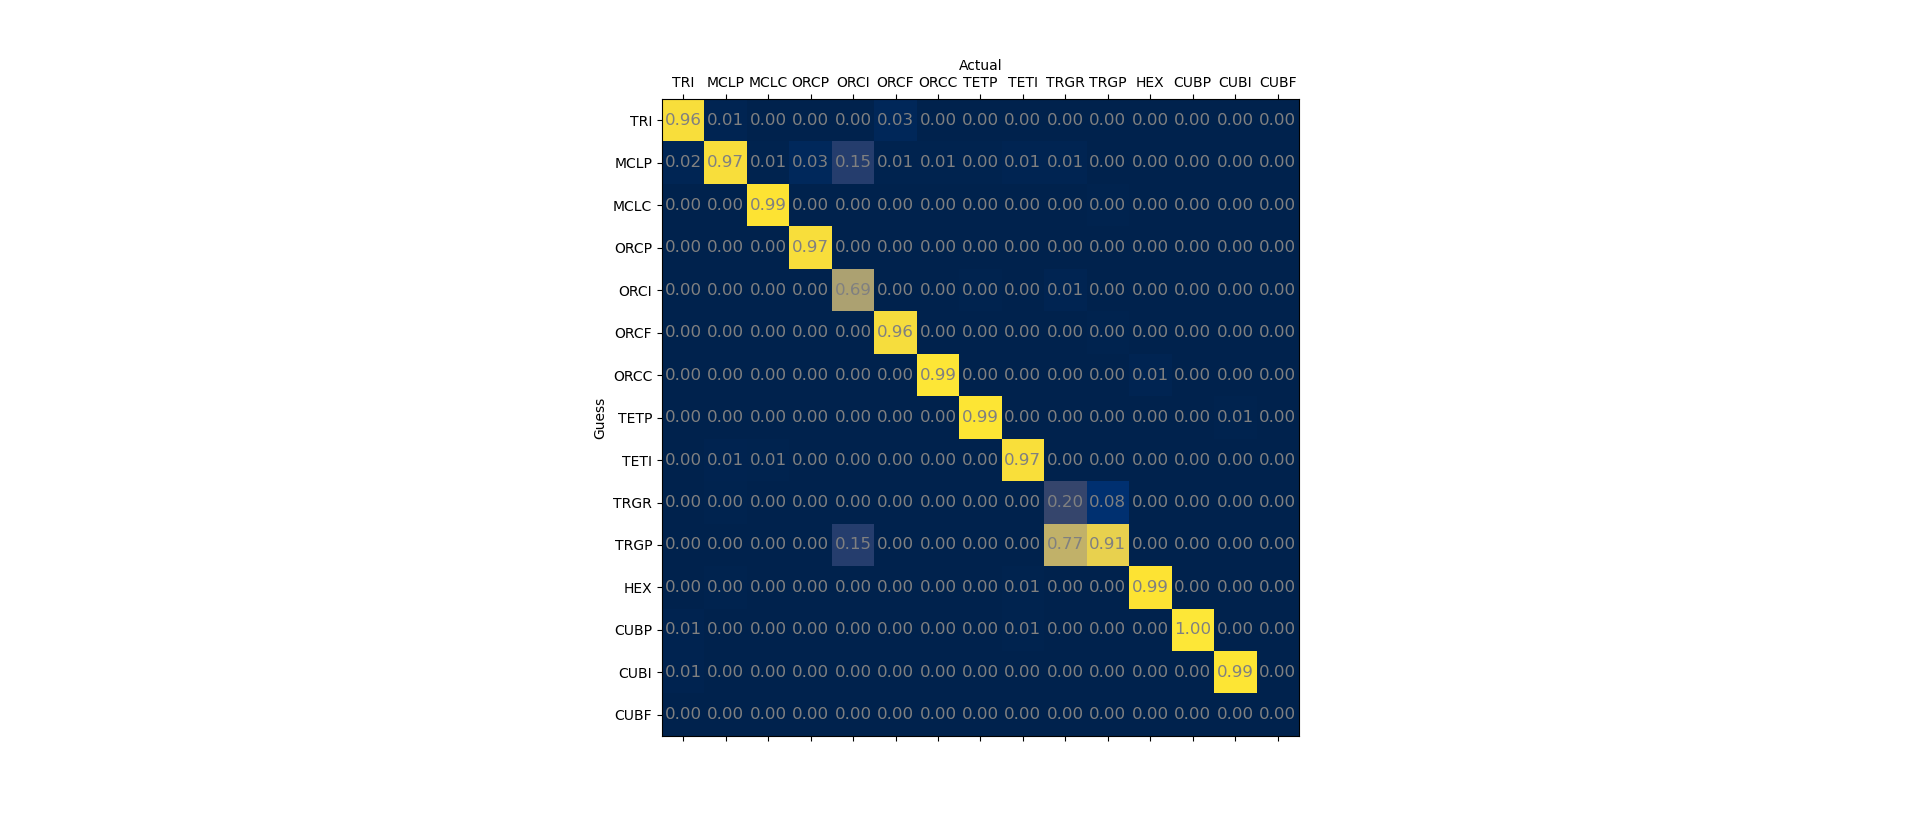 Actual
TRI MCLP MCLC ORCP ORCI ORCF ORCC TETP TETI TRGR TRGP HEX CUBP CUBI CUBF
TRI 0.96 0.01 0.00 0.00 0.00 0.03 0.00 0.00 0.00 0.00 0.00 0.00 0.00 0.00 0.00
MCLP 0.02 0.97 0.01 0.03 0.15 0.01 0.01 0.00 0.01 0.01 0.00 0.00 0.00 0.00 0.00
MCLC 0.00 0.00 0.99 0.00 0.00 0.00 0.00 0.00 0.00 0.00 0.00 0.00 0.00 0.00 0.00
ORCP 0.00 0.00 0.00 0.97 0.00 0.00 0.00 0.00 0.00 0.00 0.00 0.00 0.00 0.00 0.00
ORCI 0.00 0.00 0.00 0.00 0.69 0.00 0.00 0.00 0.00 0.01 0.00 0.00 0.00 0.00 0.00
ORCF 0.00 0.00 0.00 0.00 0.00 0.96 0.00 0.00 0.00 0.00 0.00 0.00 0.00 0.00 0.00
ORCC 0.00 0.00 0.00 0.00 0.00 0.00 0.99 0.00 0.00 0.00 0.00 0.01 0.00 0.00 0.00
Guess
TETP 0.00 0.00 0.00 0.00 0.00 0.00 0.00 0.99 0.00 0.00 0.00 0.00 0.00 0.01 0.00
TETI 0.00 0.01 0.01 0.00 0.00 0.00 0.00 0.00 0.97 0.00 0.00 0.00 0.00 0.00 0.00
TRGR 0.00 0.00 0.00 0.00 0.00 0.00 0.00 0.00 0.00 0.20 0.08 0.00 0.00 0.00 0.00
TRGP 0.00 0.00 0.00 0.00 0.15 0.00 0.00 0.00 0.00 0.77 0.91 0.00 0.00 0.00 0.00
HEX 0.00 0.00 0.00 0.00 0.00 0.00 0.00 0.00 0.01 0.00 0.00 0.99 0.00 0.00 0.00
CUBP 0.01 0.00 0.00 0.00 0.00 0.00 0.00 0.00 0.01 0.00 0.00 0.00 1.00 0.00 0.00
CUBI 0.01 0.00 0.00 0.00 0.00 0.00 0.00 0.00 0.00 0.00 0.00 0.00 0.00 0.99 0.00
CUBF 0.00 0.00 0.00 0.00 0.00 0.00 0.00 0.00 0.00 0.00 0.00 0.00 0.00 0.00 0.00